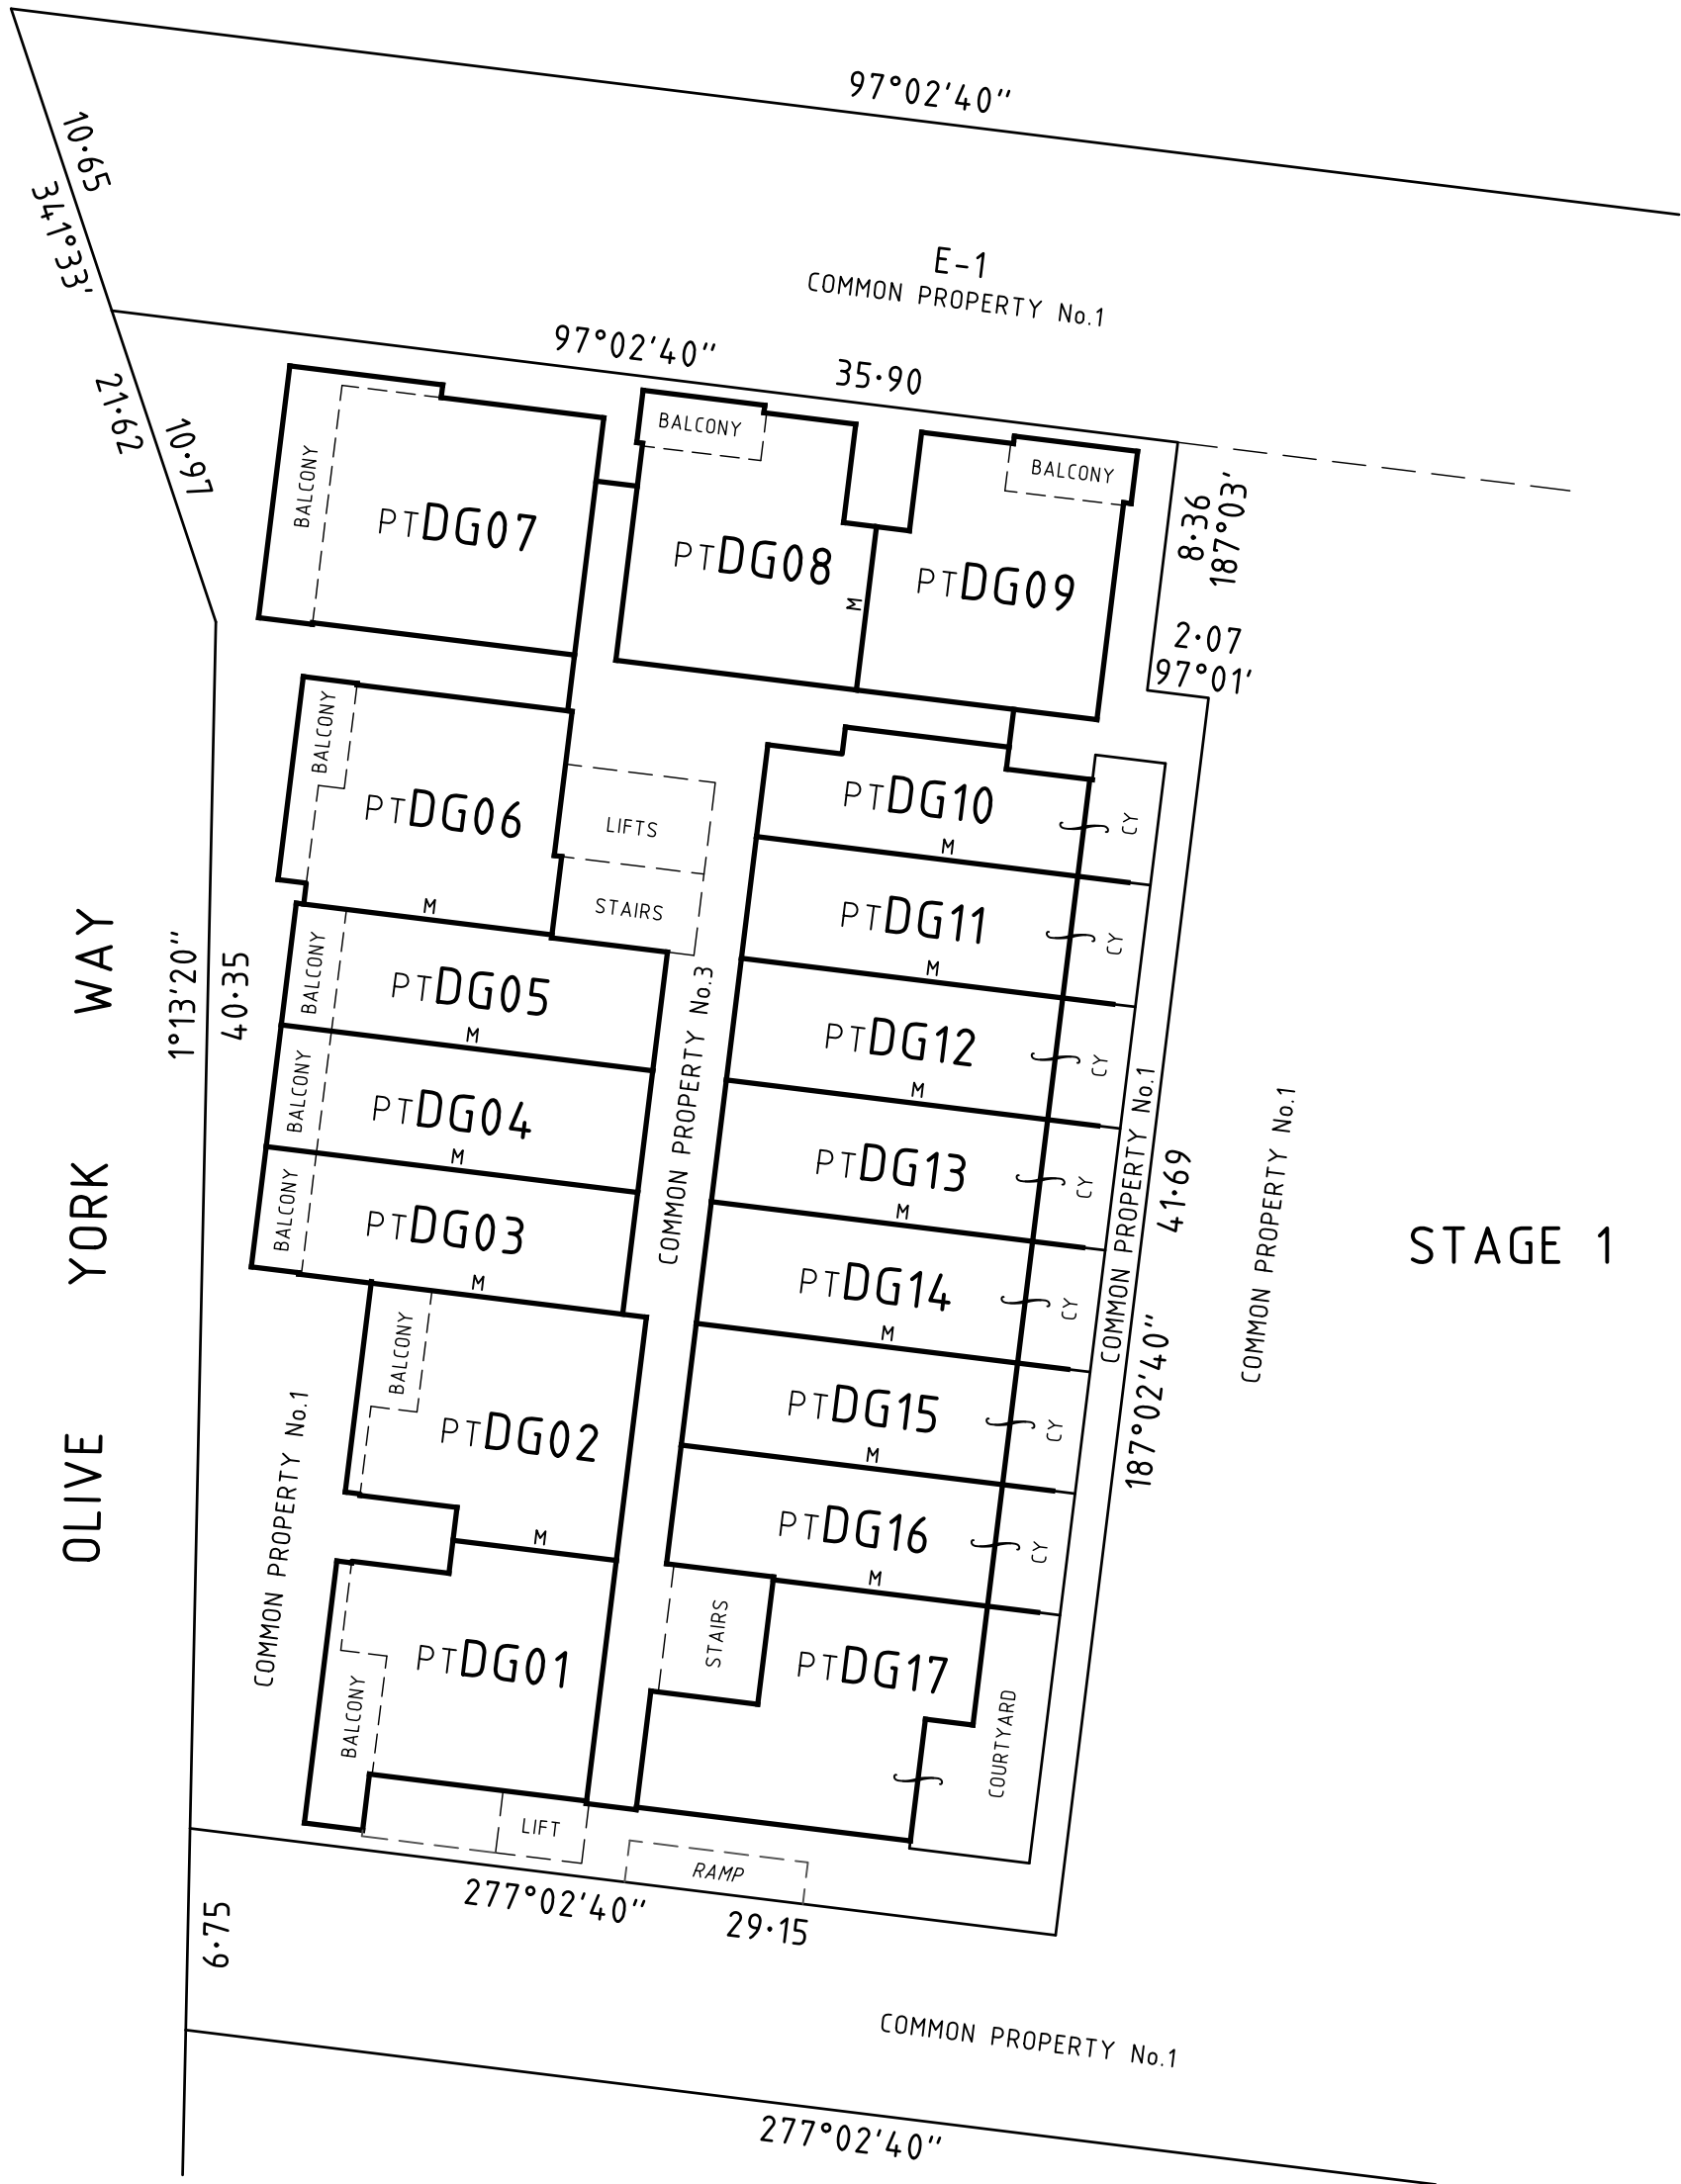 97°02'40"
10·65
341°33'
E-1
COMMON PROPERTY No.1
97°02'40"
35·90
21·62
10·97
BALCONY
PTDG07
BALCONY
PTDG08
M
BALCONY
PTDG09
8·36
187°03'
2·07
97°01'
BALCONY
PTDG06
M
LIFTS
STAIRS
PTDG10
M
CY
BALCONY
PTDG05
M
PTDG11
M
CY
BALCONY
PTDG04
M
PTDG12
M
CY
BALCONY
PTDG03
M
PTDG13
M
CY
COMMON PROPERTY No.3
PTDG14
M
CY
BALCONY
PTDG02
M
PTDG15
M
CY
PTDG16
M
CY
BALCONY
PTDG01
STAIRS
PTDG17
COURTYARD
LIFT
RAMP
COMMON PROPERTY No.1
COMMON PROPERTY No.1
41·69
187°02'40"
COMMON PROPERTY No.1
STAGE 1
OLIVE YORK WAY
1°13'20"
40·35
277°02'40"
29·15
6·75
COMMON PROPERTY No.1
277°02'40"